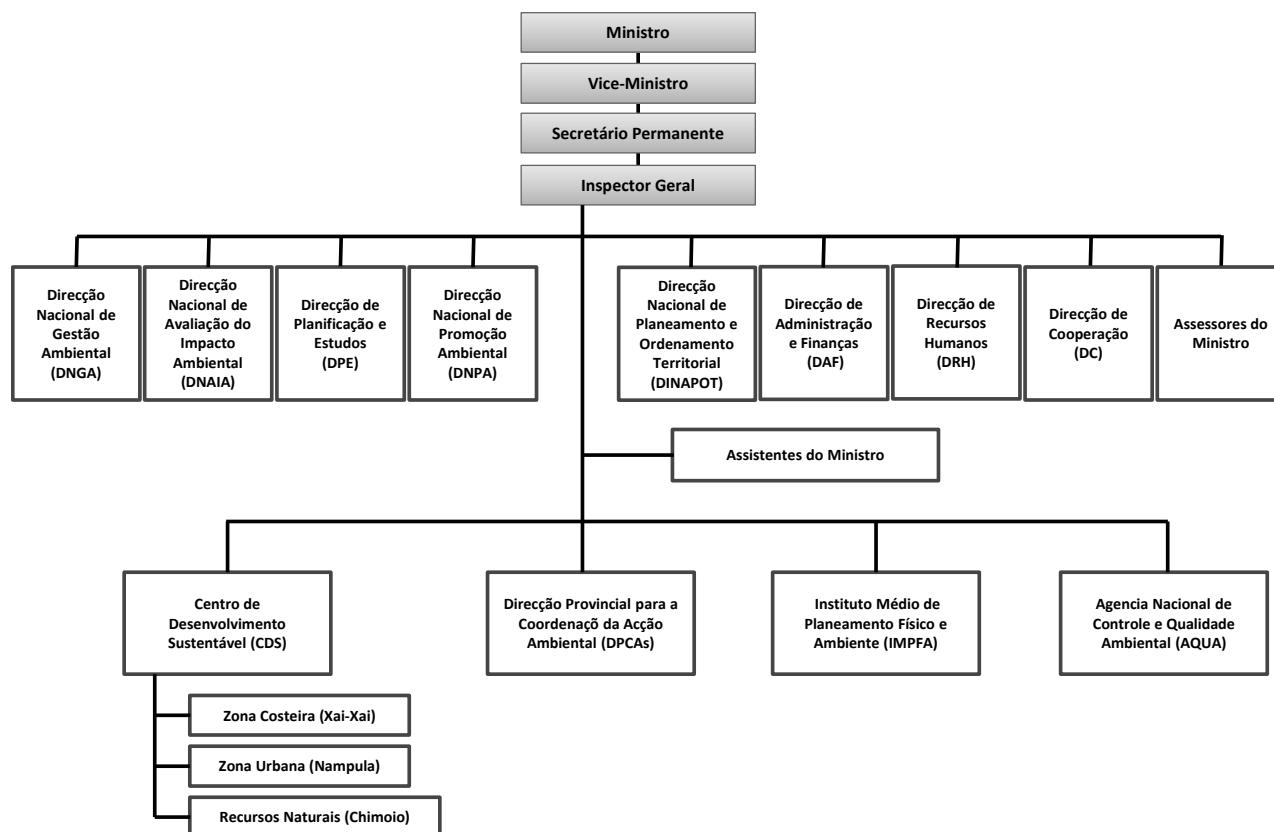 Ministro
Vice-Ministro
Secretário Permanente
Inspector Geral
Direcção
Nacional de
Gestão
Ambiental
(DNGA)
Direcção
Nacional de
Avaliação do
Impacto
Ambiental
(DNAIA)
Direcção de
Planificação e
Estudos
(DPE)
Direcção
Nacional de
Promoção
Ambiental
(DNPA)
Direcção
Nacional de
Planeamento e
Ordenamento
Territorial
(DINAPOT)
Direcção de
Administração
e Finanças
(DAF)
Direcção de
Recursos
Humanos
(DRH)
Direcção de
Cooperação
(DC)
Assessores do
Ministro
Assistentes do Ministro
Centro de
Desenvolvimento
Sustentável (CDS)
Direcção Provincial para a
Coordenaçõ da Acção
Ambiental (DPCAs)
Instituto Médio de
Planeamento Físico e
Ambiente (IMPFA)
Agencia Nacional de
Controle e Qualidade
Ambiental (AQUA)
Zona Costeira (Xai-Xai)
Zona Urbana (Nampula)
Recursos Naturais (Chimoio)